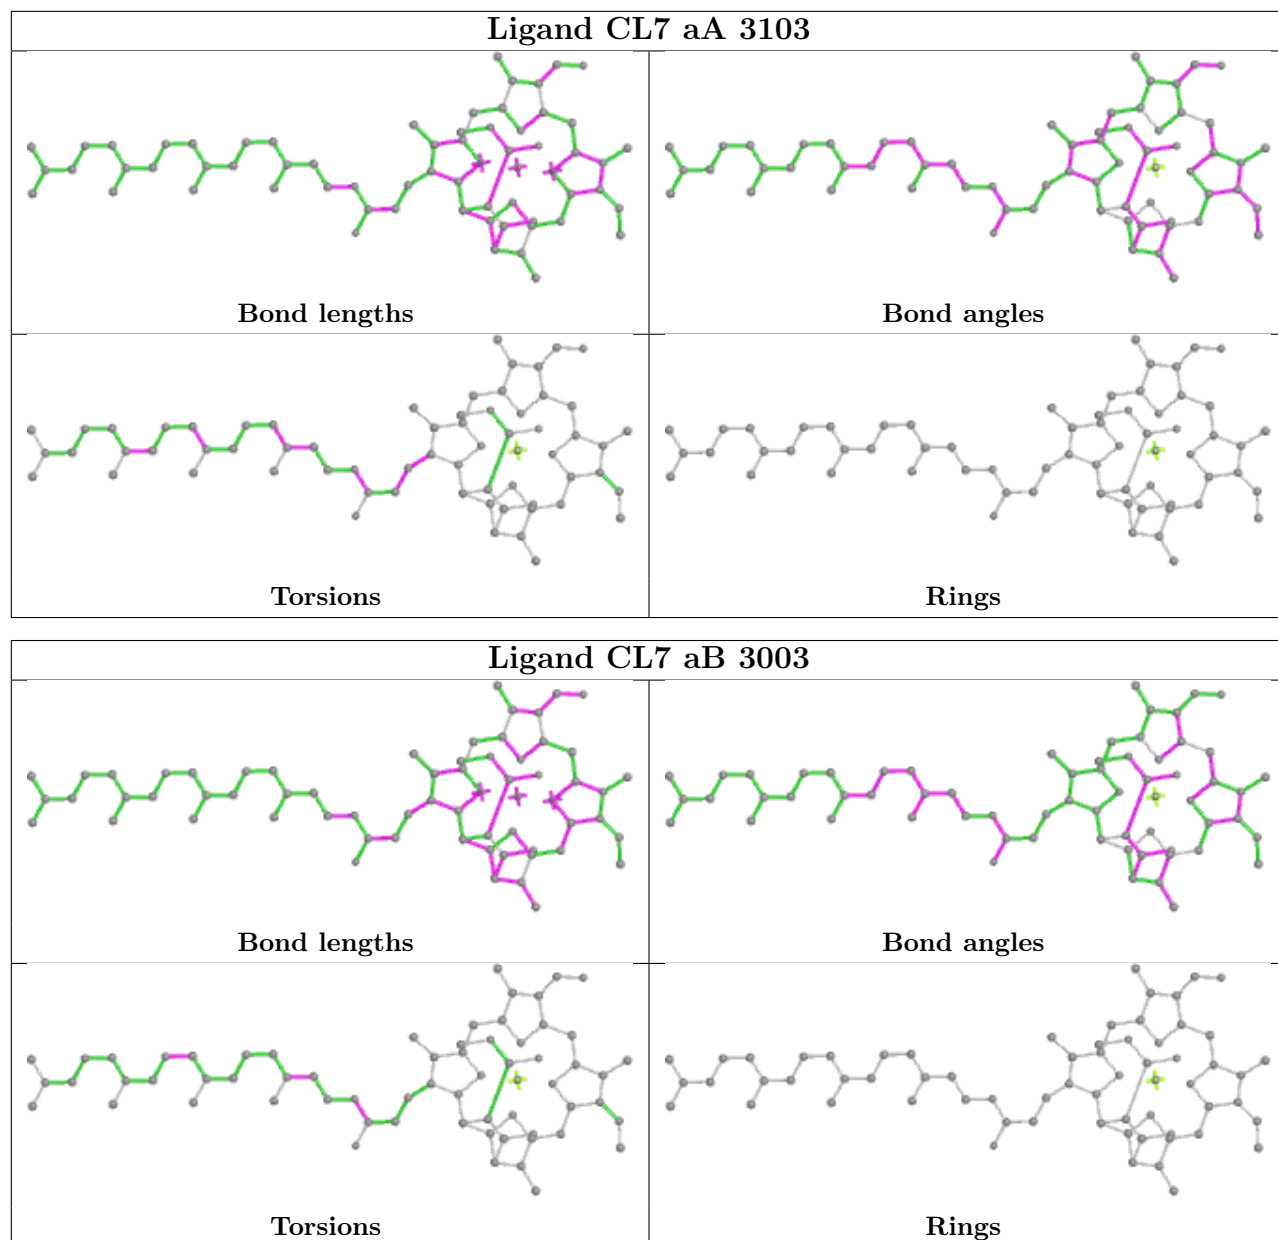 Ligand CL7 aA 3103
Bond lengths
Bond angles
Torsions
Rings
Ligand CL7 aB 3003
Bond lengths
Bond angles
Torsions
Rings